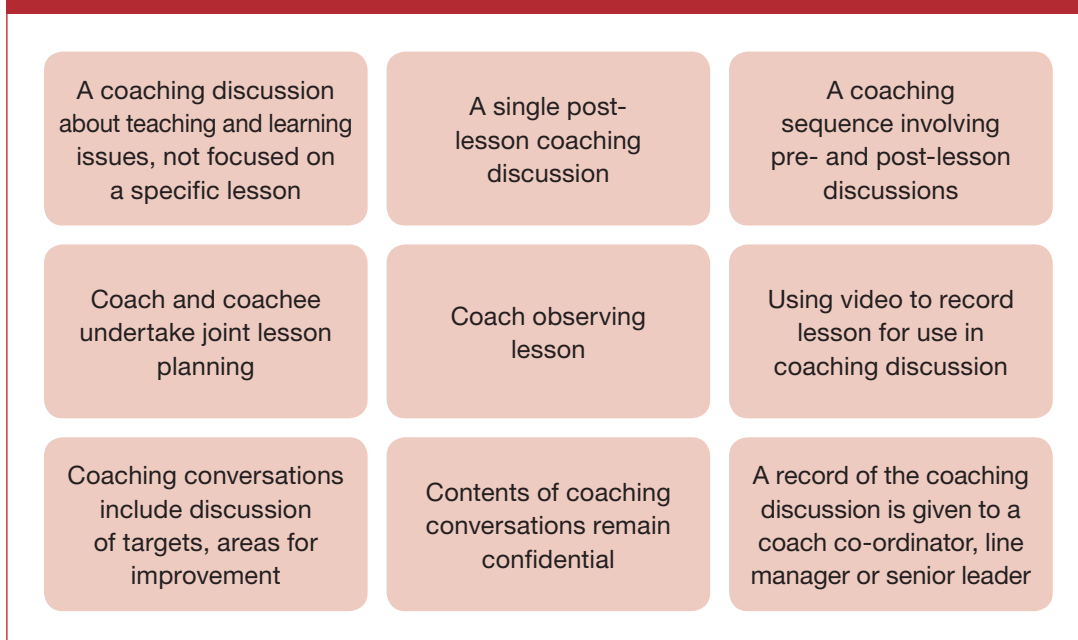 A coaching discussion
about teaching and learning
issues, not focused on
a specific lesson
A single post-
lesson coaching
discussion
A coaching
sequence involving
pre- and post-lesson
discussions
Coach and coachee
undertake joint lesson
planning
Coach observing
lesson
Using video to record
lesson for use in
coaching discussion
Coaching conversations
include discussion
of targets, areas for
improvement
Contents of coaching
conversations remain
confidential
A record of the coaching
discussion is given to a
coach co-ordinator, line
manager or senior leader